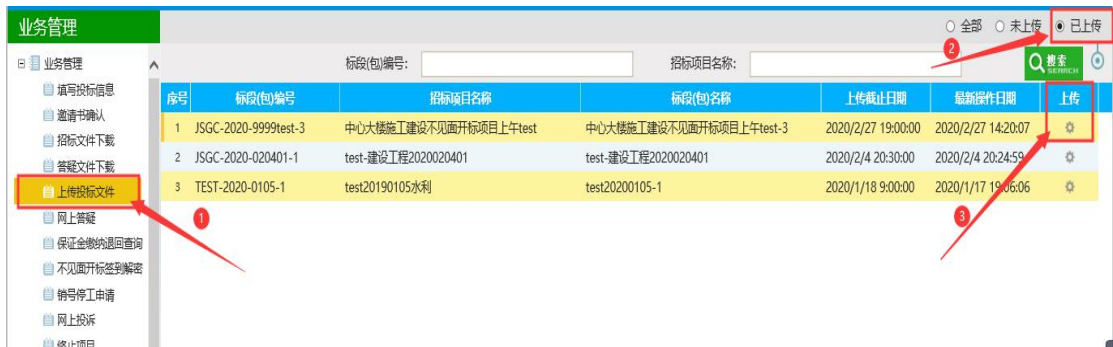 业务管理
全部 未上传 已上传
2
业务管理
标段(包)编号: 招标项目名称: 搜索
SEARCH
填写投标信息
邀请书确认
招标文件下载
答疑文件下载
上传投标文件
网上答疑
保证金缴纳退回查询
不见面开标签到解密
销号停工申请
网上投诉
终止项目
序号 标段(包)编号 招标项目名称 标段(包)名称 上传截止日期 最新操作日期 上传
1 JSGC-2020-9999test-3 中心大楼施工建设不见面开标项目上午test 中心大楼施工建设不见面开标项目上午test-3 2020/2/27 19:00:00 2020/2/27 14:20:07
2 JSGC-2020-020401-1 test-建设工程2020020401 test-建设工程2020020401 2020/2/4 20:30:00 2020/2/4 20:24:59
3 TEST-2020-0105-1 test20190105水利 test20200105-1 2020/1/18 9:00:00 2020/1/17 19:06:06
1
3